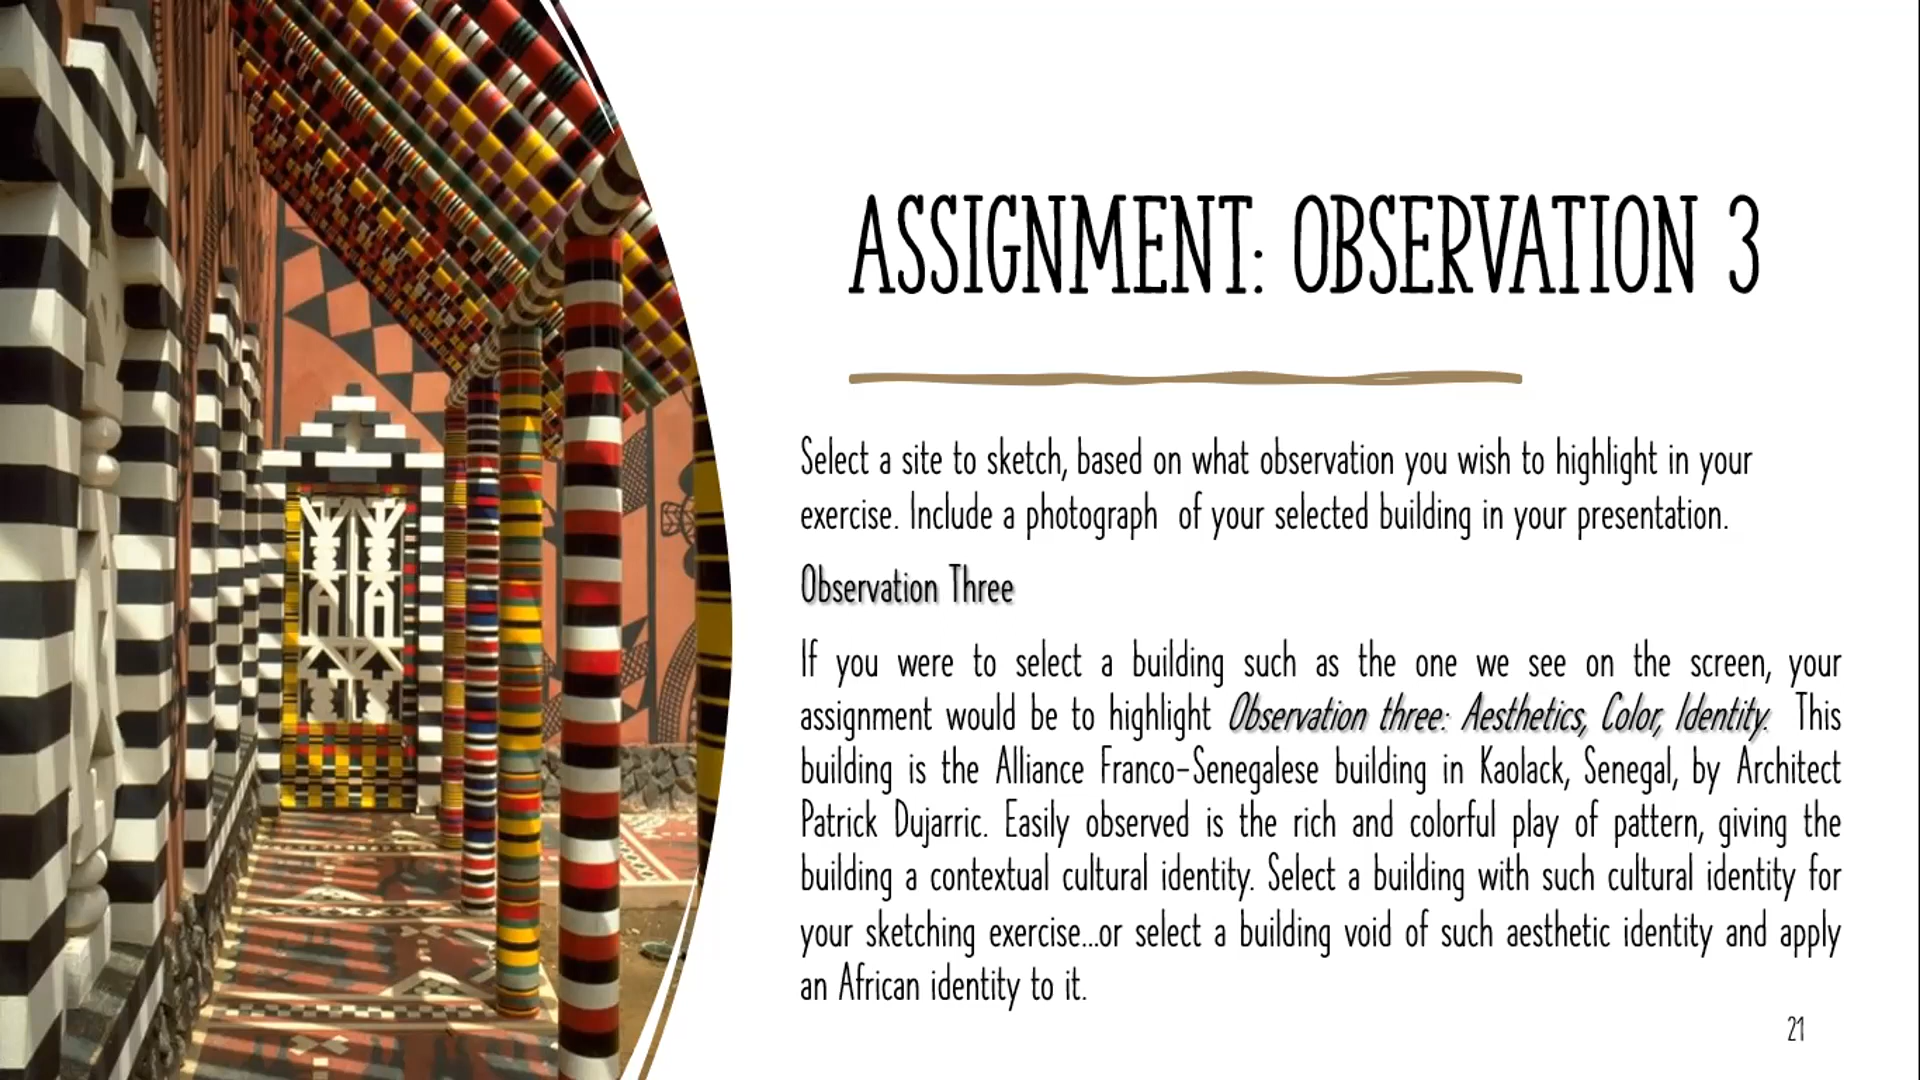 ASSIGNMENT: OBSERVATION 3
Select a site to sketch, based on what observation you wish to highlight in your
exercise. Include a photograph  of your selected building in your presentation.
Observation Three
If you were to select a building such as the one we see on the screen, your
assignment would be to highlight Observation three: Aesthetics, Color, Identity. This
building is the Alliance Franco-Senegalese building in Kaolack, Senegal, by Architect
Patrick Dujarric. Easily observed is the rich and colorful play of pattern, giving the
building a contextual cultural identity. Select a building with such cultural identity for
your sketching exercise...or select a building void of such aesthetic identity and apply
an African identity to it.
21